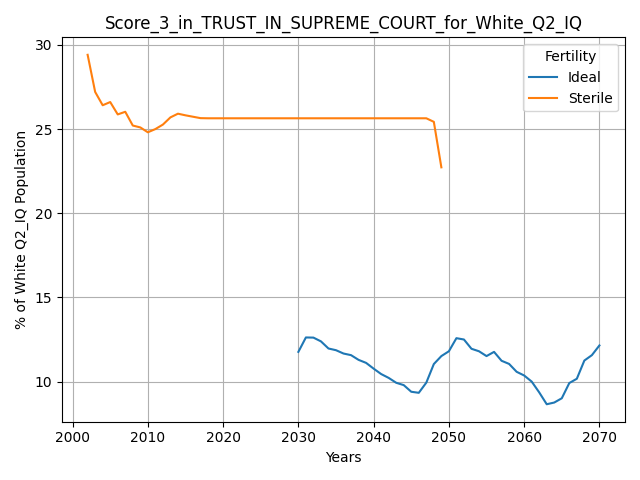 Score_3_in_TRUST_IN_SUPREME_COURT_for_White_Q2_IQ
Fertility
Ideal
Sterile
% of White Q2_IQ Population
30
25
20
15
10
2000 2010 2020 2030 2040 2050 2060 2070
Years